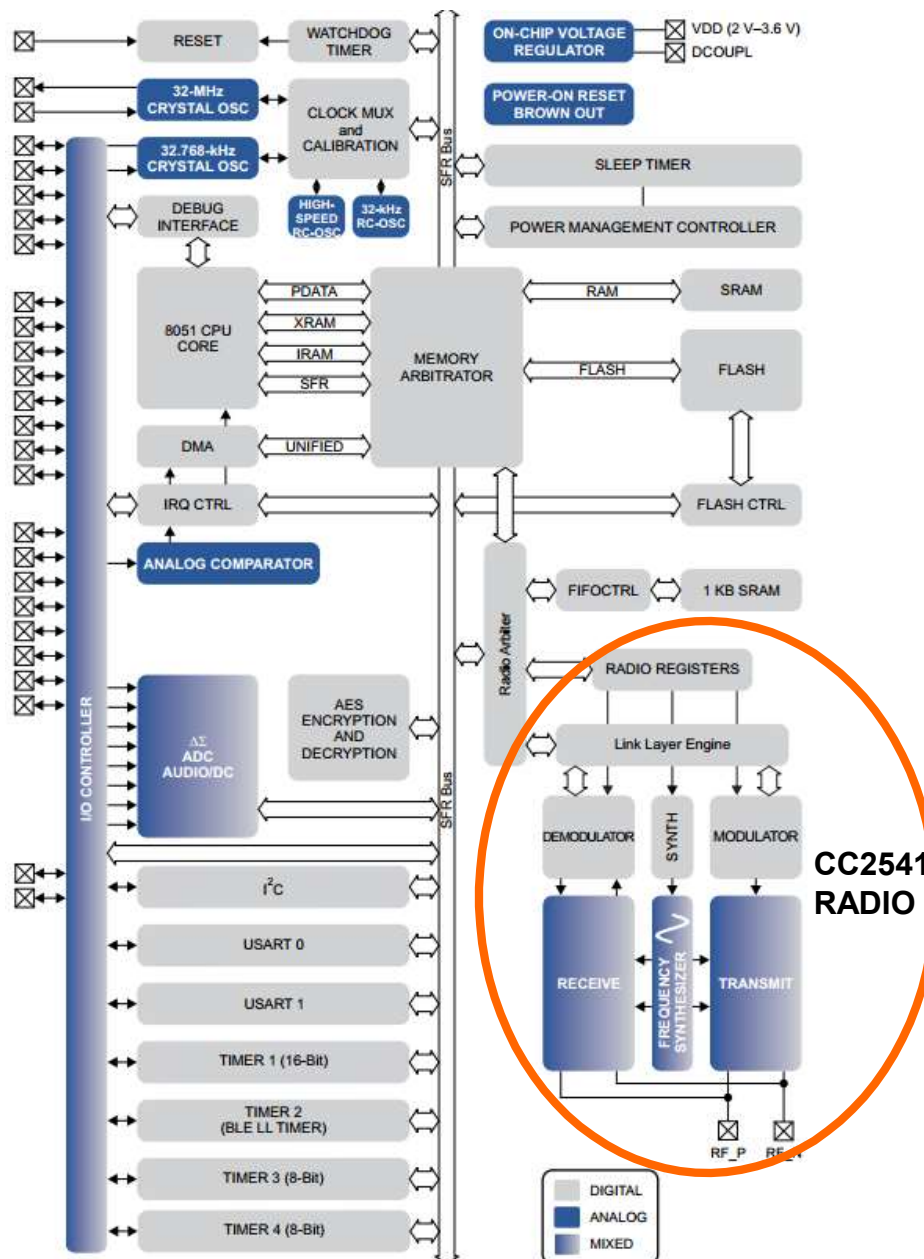 RESET
WATCHDOG
TIMER
ON-CHIP VOLTAGE
REGULATOR
VDD (2 V–3.6 V)
DCOUPL
32-MHz
CRYSTAL OSC
CLOCK MUX
and
CALIBRATION
POWER-ON RESET
BROWN OUT
SFR Bus
32.768-kHz
CRYSTAL OSC
SLEEP TIMER
HIGH-
SPEED
RC-OSC
32-kHz
RC-OSC
DEBUG
INTERFACE
POWER MANAGEMENT CONTROLLER
8051 CPU
CORE
PDATA
XRAM
IRAM
SFR
MEMORY
ARBITRATOR
RAM
SRAM
FLASH
FLASH
DMA
UNIFIED
IRQ CTRL
FLASH CTRL
ANALOG COMPARATOR
Radio Arbiter
FIFOCTRL
1 KB SRAM
RADIO REGISTERS
Link Layer Engine
I/O CONTROLLER
ΔΣ
ADC
AUDIO/DC
AES
ENCRYPTION
AND
DECRYPTION
SFR Bus
DEMODULATOR
SYNTH
MODULATOR
CC2541
RADIO
RECEIVE
FREQUENCY
SYNTHESIZER
TRANSMIT
I²C
USART 0
USART 1
TIMER 1 (16-Bit)
TIMER 2
(BLE LL TIMER)
TIMER 3 (8-Bit)
TIMER 4 (8-Bit)
RF_P
RF_N
DIGITAL
ANALOG
MIXED